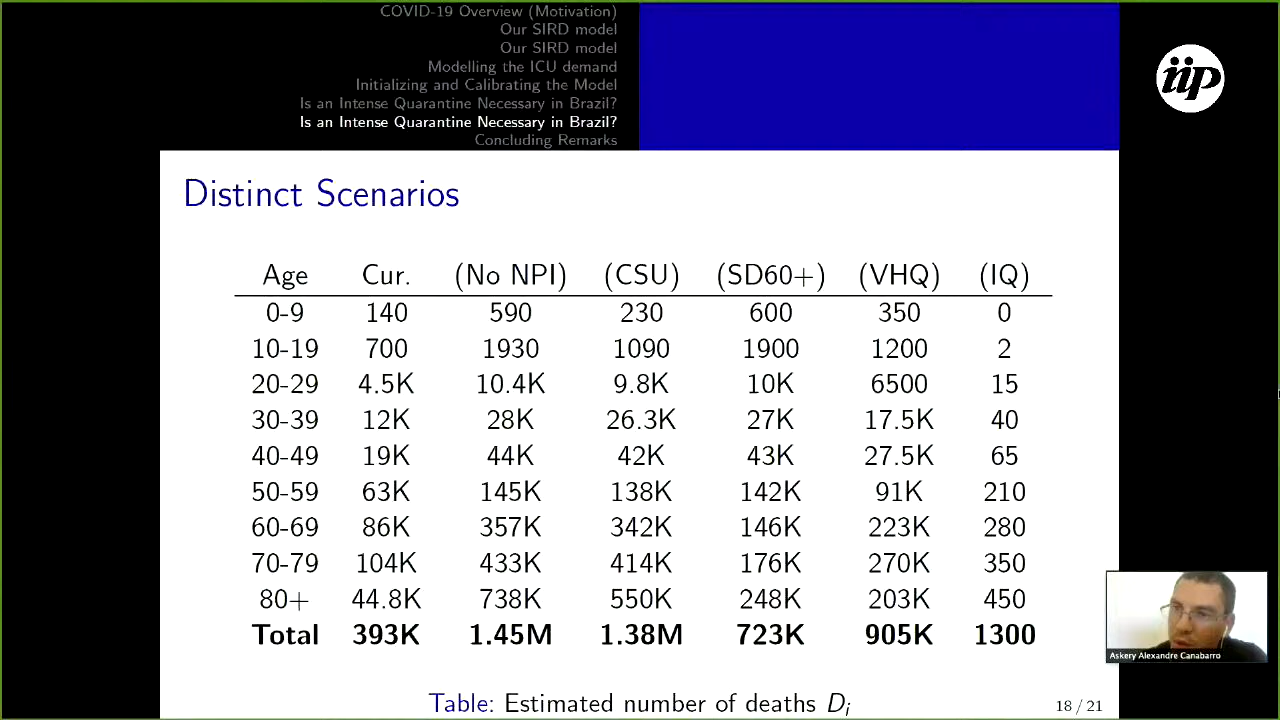 COVID-19 Overview (Motivation)
Our SIRD model
Our SIRD model
Modelling the ICU demand
Initializing and Calibrating the Model
Is an Intense Quarantine Necessary in Brazil?
Is an Intense Quarantine Necessary in Brazil?
Concluding Remarks
iip
Distinct Scenarios
Age Cur. (No NPI) (CSU) (SD60+) (VHQ) (IQ)
0-9 140 590 230 600 350 0
10-19 700 1930 1090 1900 1200 2
20-29 4.5K 10.4K 9.8K 10K 6500 15
30-39 12K 28K 26.3K 27K 17.5K 40
40-49 19K 44K 42K 43K 27.5K 65
50-59 63K 145K 138K 142K 91K 210
60-69 86K 357K 342K 146K 223K 280
70-79 104K 433K 414K 176K 270K 350
80+ 44.8K 738K 550K 248K 203K 450
Total 393K 1.45M 1.38M 723K 905K 1300
Askery Alexandre Canabarro
Table: Estimated number of deaths Di
18 / 21